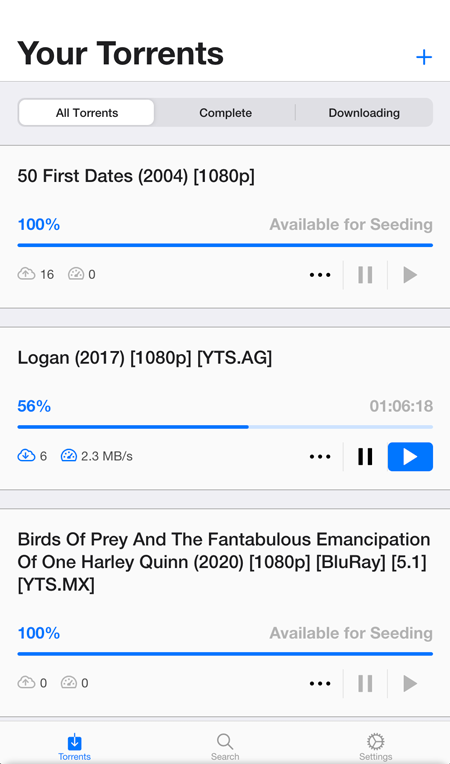 Your Torrents
All Torrents Complete Downloading
50 First Dates (2004) [1080p]
100% Available for Seeding
16 0
Logan (2017) [1080p] [YTS.AG]
56% 01:06:18
6 2.3 MB/s
Birds Of Prey And The Fantabulous Emancipation
Of One Harley Quinn (2020) [1080p] [BluRay] [5.1]
[YTS.MX]
100% Available for Seeding
0 0
Torrents Search Settings